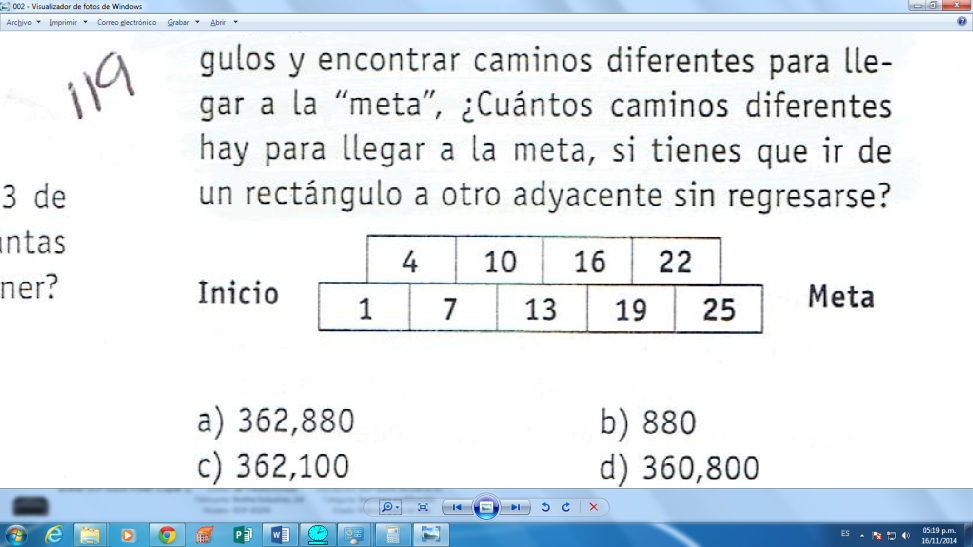 002 - Visualizador de fotos de Windows
Archivo Imprimir Correo electrónico Grabar Abrir
119
gulos y encontrar caminos diferentes para lle-
gar a la “meta”, ¿Cuántos caminos diferentes
hay para llegar a la meta, si tienes que ir de
un rectángulo a otro adyacente sin regresarse?
3 de
ntas
ner?
4 10 16 22
Inicio
1 7 13 19 25
Meta
a) 362,880 b) 880
c) 362,100 d) 360,800
ES
05:19 p.m.
16/11/2014